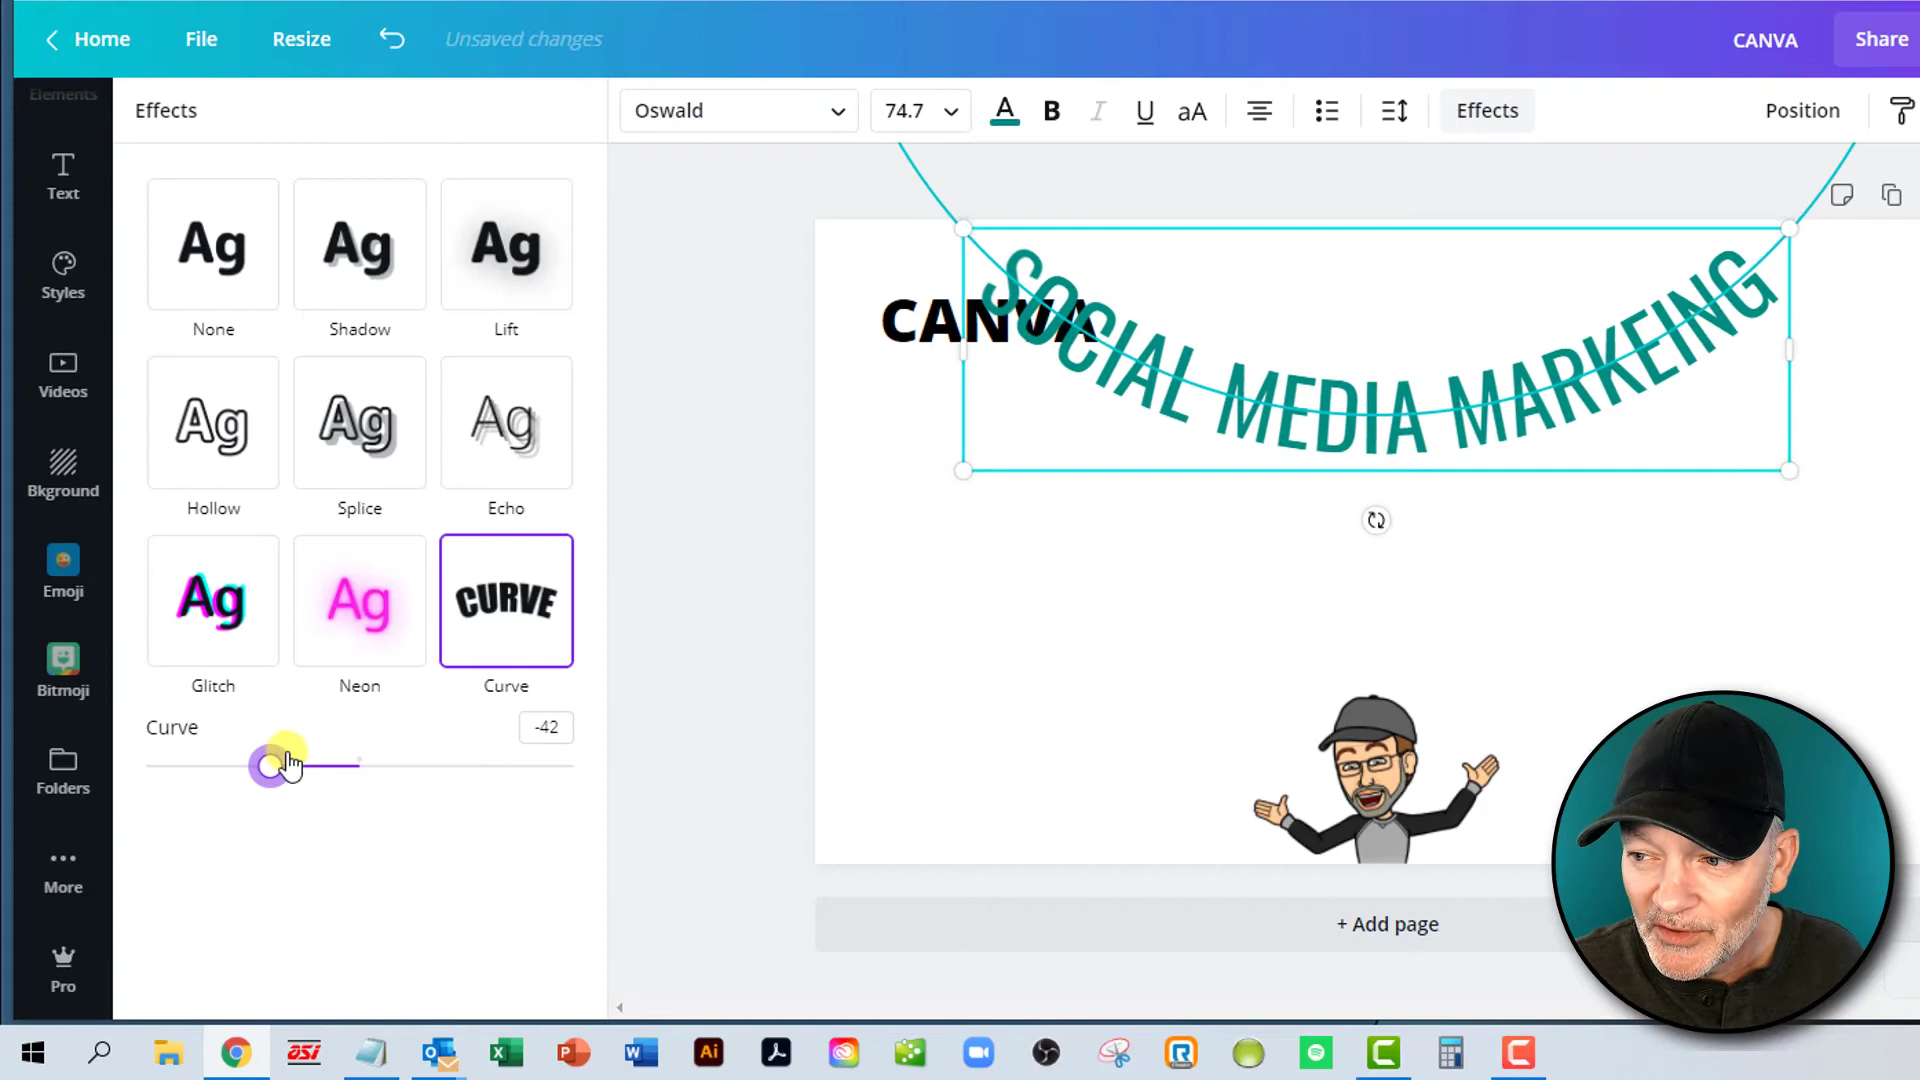 Home File Resize Unsaved changes CANVA Share
Elements
Effects
Oswald 74.7 A B I U aA Effects Position
Text
Styles
Videos
Bkground
Emoji
Bitmoji
Folders
More
Pro
Ag Ag Ag
None Shadow Lift
Ag Ag Ag
Hollow Splice Echo
Ag Ag CURVE
Glitch Neon Curve
Curve -42
CANVA
SOCIAL MEDIA MARKEING
+ Add page
asi
Ai